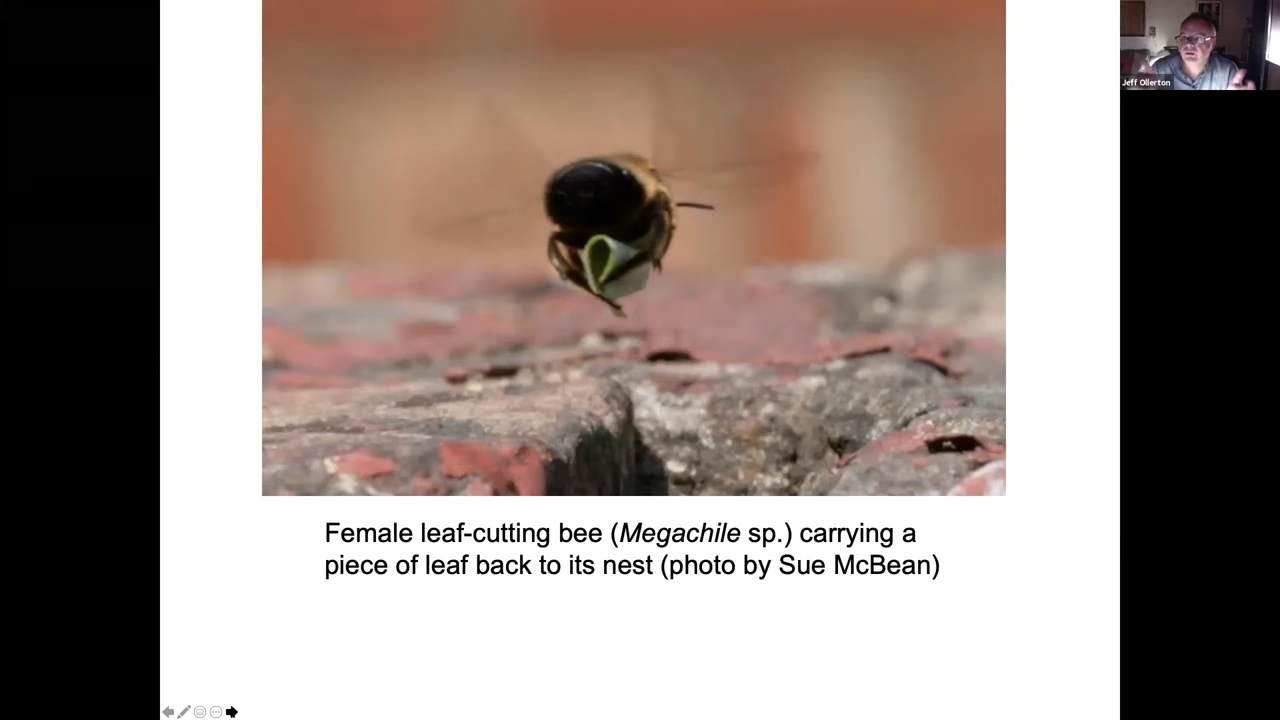 Jeff Ollerton
Female leaf-cutting bee (Megachile sp.) carrying a
piece of leaf back to its nest (photo by Sue McBean)